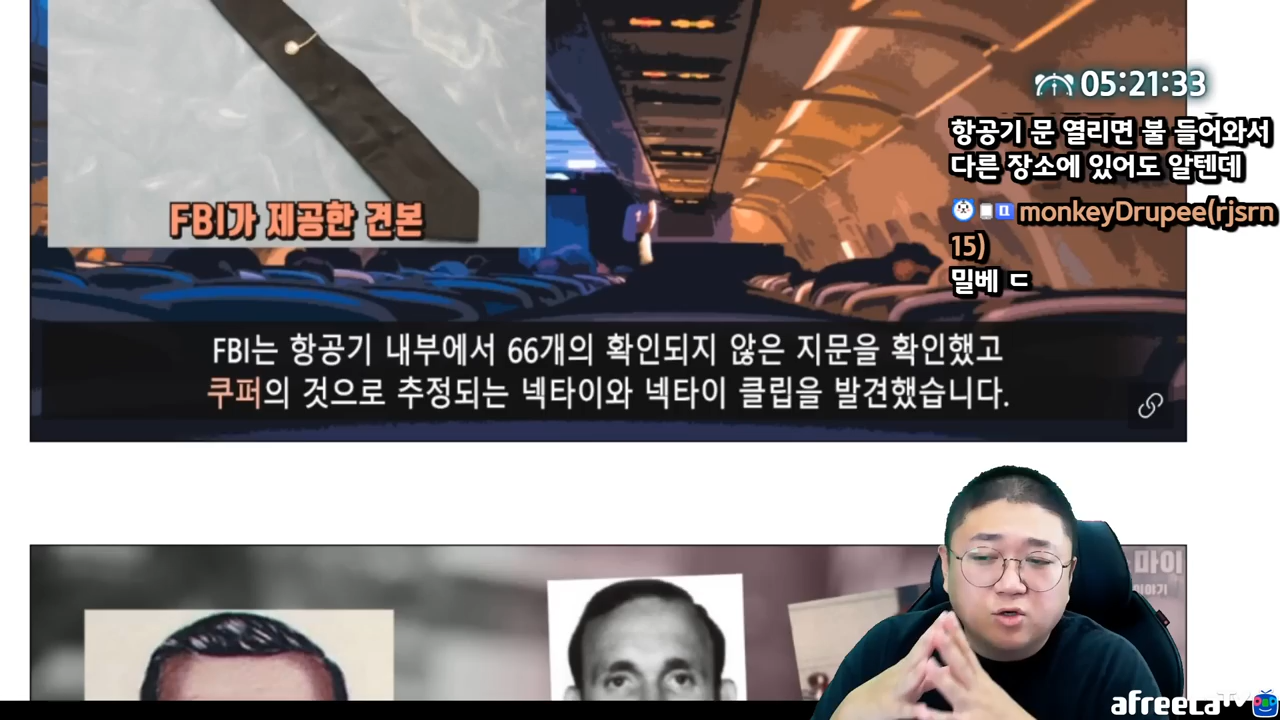 05:21:33
항공기 문 열리면 불 들어와서
다른 장소에 있어도 알텐데
monkeyDrupee(rjsrn
15)
밀베 ㄷ
FBI가 제공한 견본
FBI는 항공기 내부에서 66개의 확인되지 않은 지문을 확인했고
쿠퍼의 것으로 추정되는 넥타이와 넥타이 클립을 발견했습니다.
마이
이야기
afreecaTV